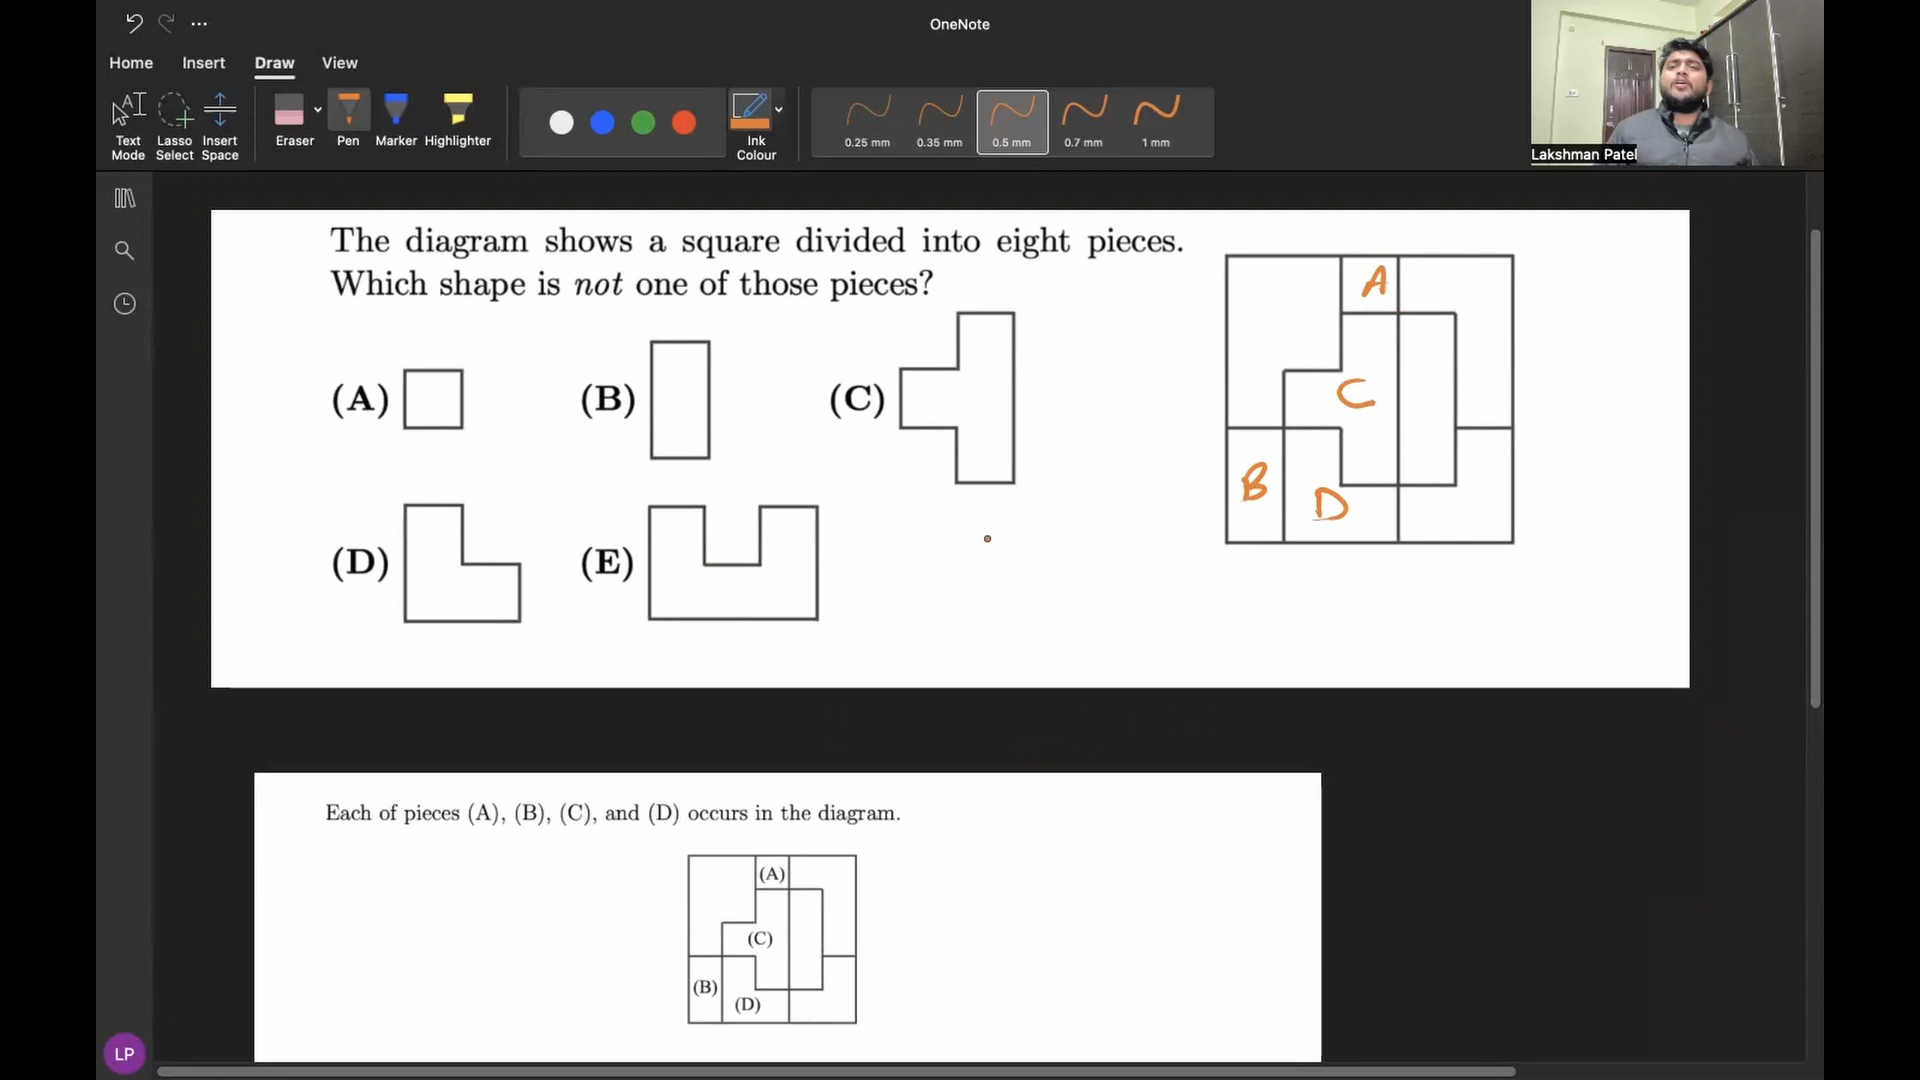 OneNote
Home Insert Draw View
Text Mode
Lasso Select
Insert Space
Eraser
Pen
Marker
Highlighter
Ink Colour
0.25 mm
0.35 mm
0.5 mm
0.7 mm
1 mm
Lakshman Patel
The diagram shows a square divided into eight pieces.
Which shape is not one of those pieces?
(A) (B) (C)
(D) (E)
A
C
B
D
Each of pieces (A), (B), (C), and (D) occurs in the diagram.
(A)
(C)
(B)
(D)
LP